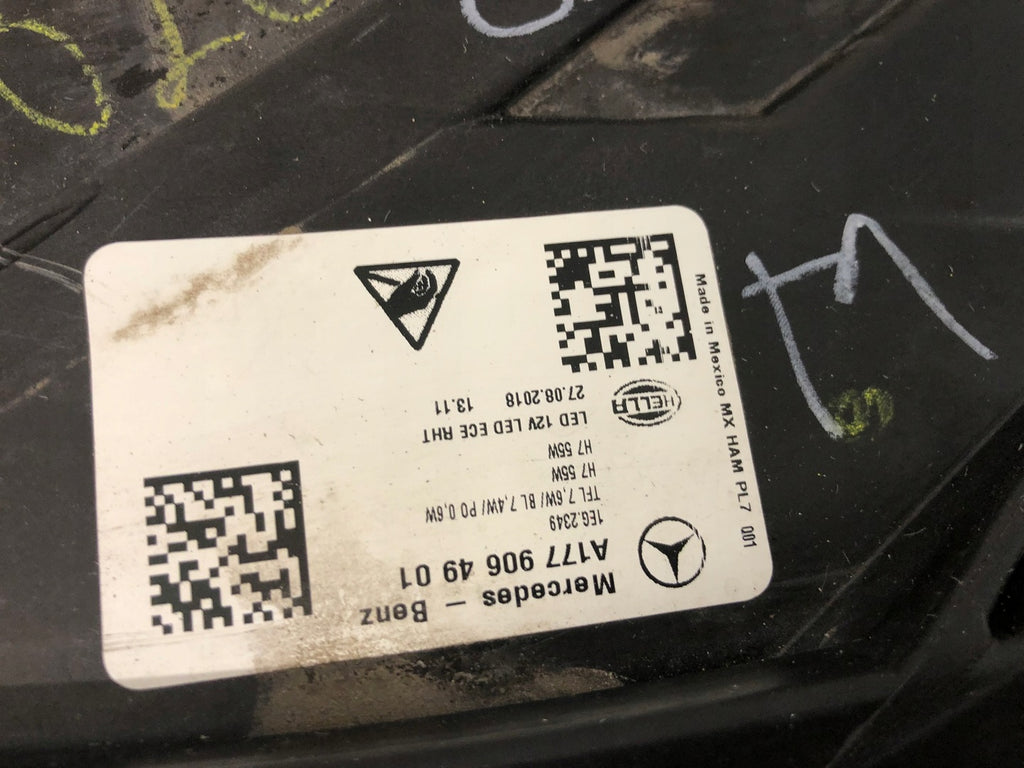 Mercedes - Benz
A177 906 49 01
1EG.2349
TFL 7,6W/ BL 7,4W/ PO 0,6W
H7 55W
H7 55W
LED 12V LED ECE RHT
27.08.2018 13.11
HELLA
Made in Mexico MX HAM PL7 001